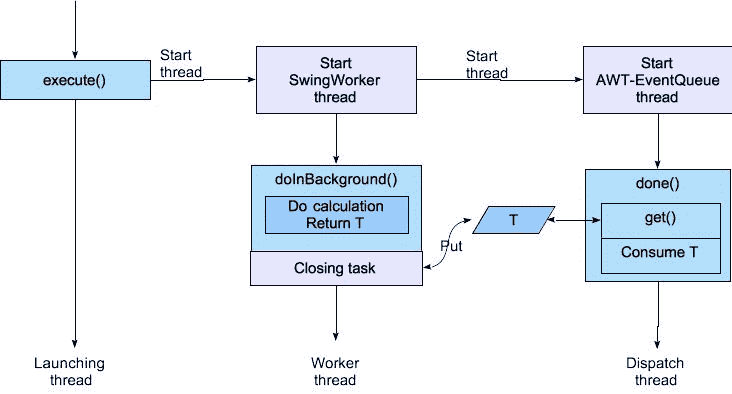 execute()
Start
thread
Start
SwingWorker
thread
Start
thread
Start
AWT-EventQueue
thread
doInBackground()
Do calculation
Return T
Closing task
Put
T
done()
get()
Consume T
Launching
thread
Worker
thread
Dispatch
thread